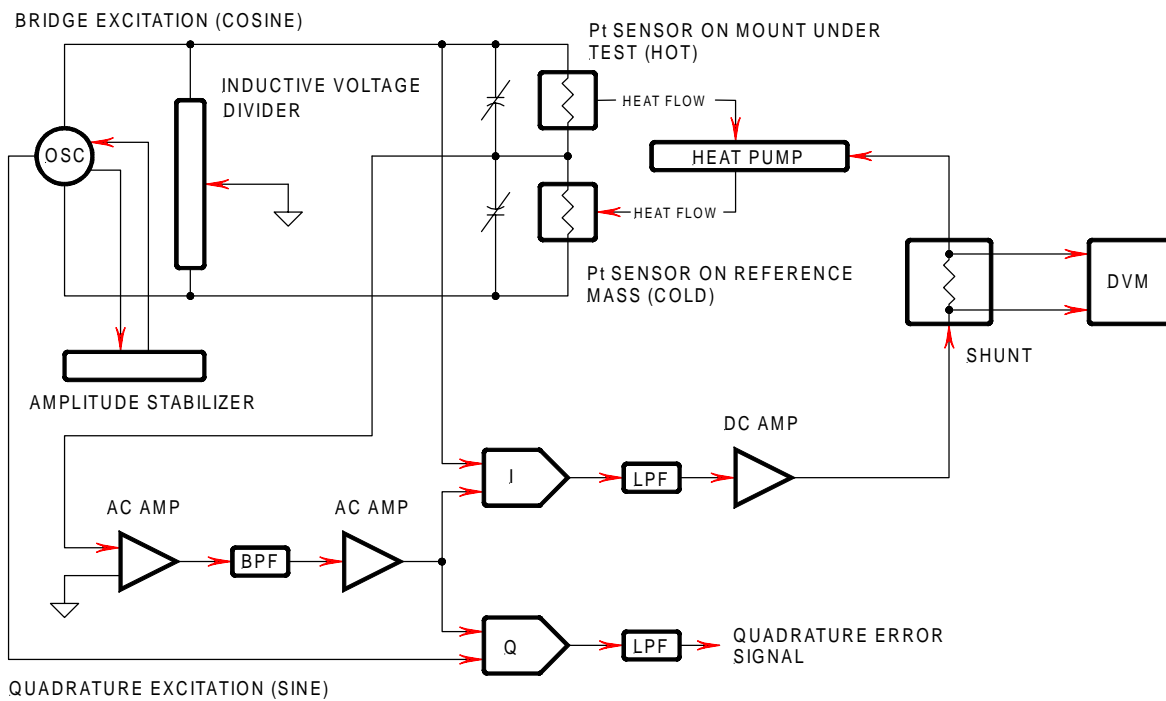 BRIDGE EXCITATION (COSINE)
Pt SENSOR ON MOUNT UNDER
TEST (HOT)
INDUCTIVE VOLTAGE
DIVIDER
HEAT FLOW
OSC
HEAT PUMP
HEAT FLOW
Pt SENSOR ON REFERENCE
MASS (COLD)
DVM
SHUNT
AMPLITUDE STABILIZER
DC AMP
I
LPF
AC AMP
AC AMP
BPF
Q
LPF
QUADRATURE ERROR
SIGNAL
QUADRATURE EXCITATION (SINE)